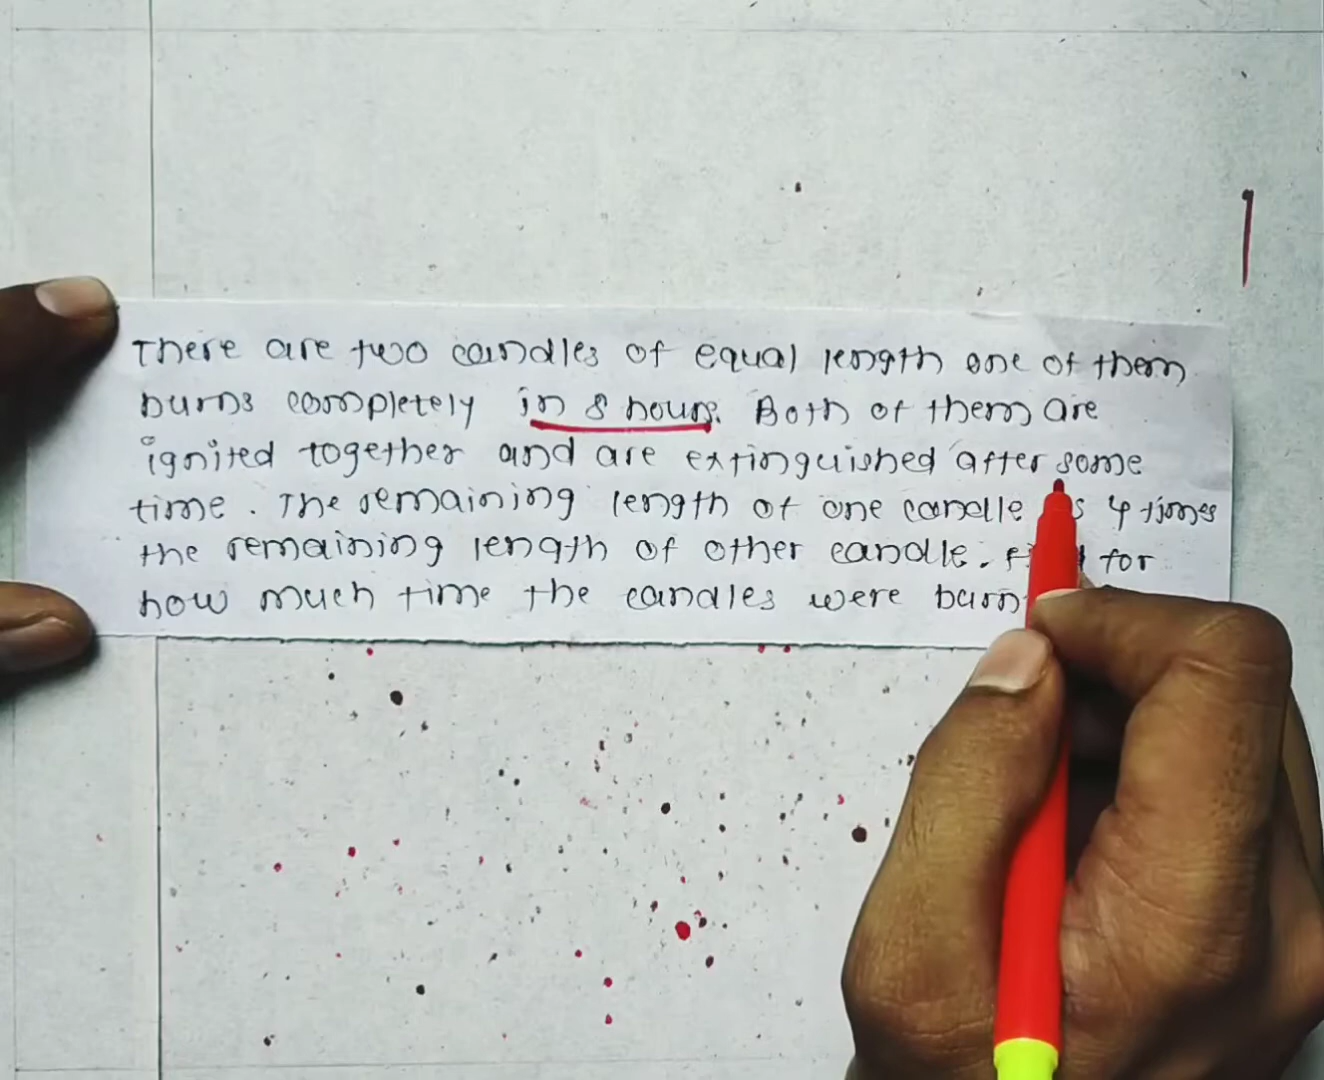 There are two candles of equal length one of them
burns completely in 8 hours. Both of them are
ignited together and are extinguished after some
time. The remaining length of one candle 4 times
the remaining length of other candle. for
how much time the candles were burn